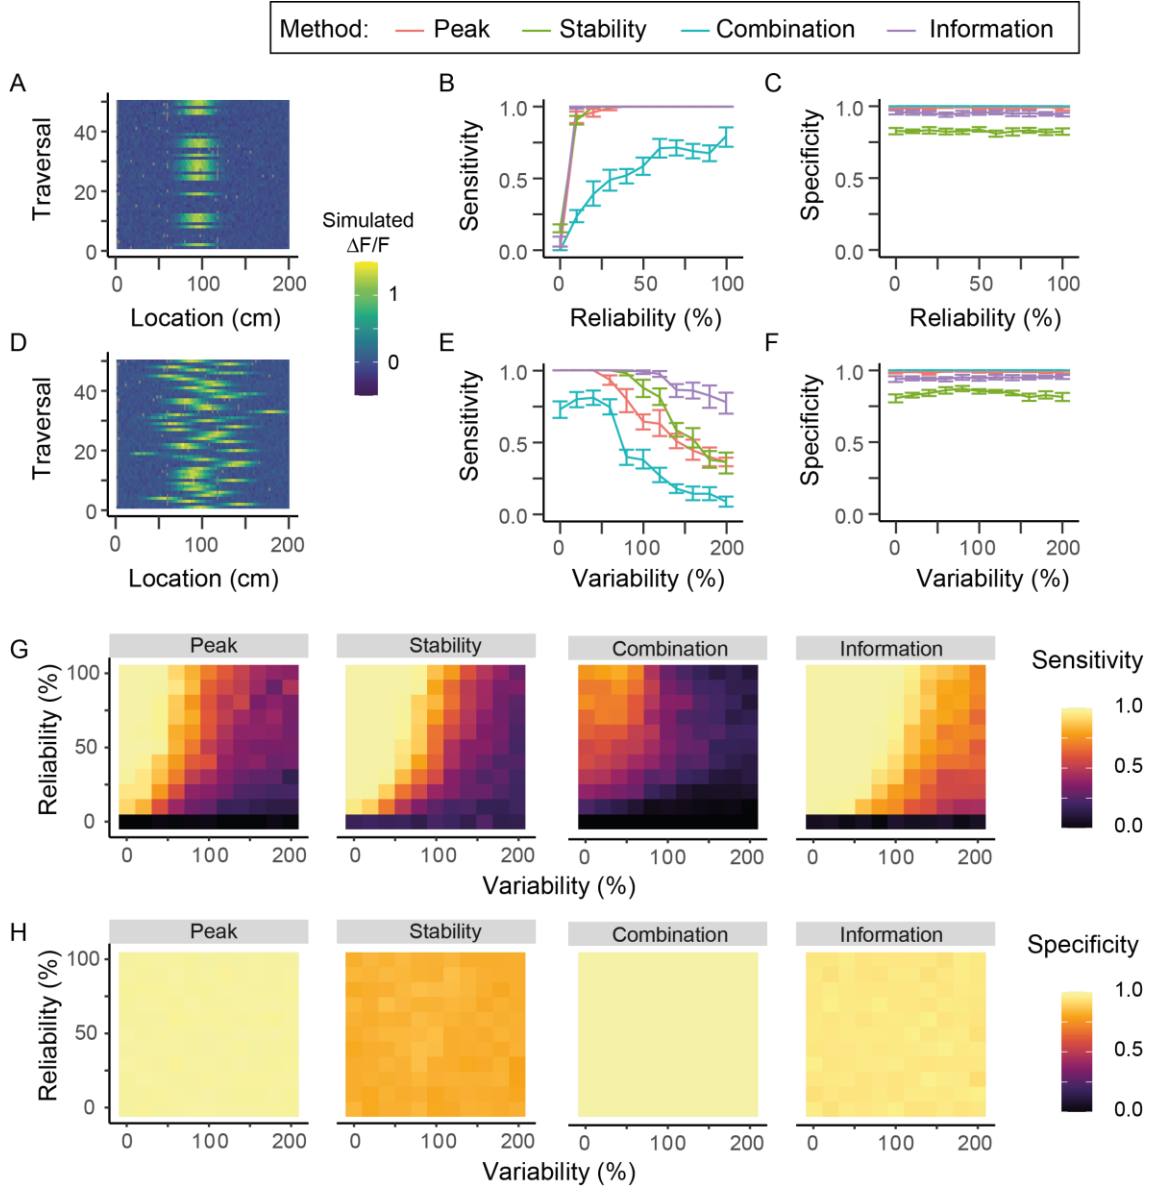 Method: Peak Stability Combination Information
A B C
Traversal
40
20
0
0 100 200
Location (cm)
Simulated
ΔF/F
1
0
Sensitivity
1.0
0.5
0.0
0 50 100
Reliability (%)
Specificity
1.0
0.5
0.0
0 50 100
Reliability (%)
D E F
Traversal
40
20
0
0 100 200
Location (cm)
Sensitivity
1.0
0.5
0.0
0 100 200
Variability (%)
Specificity
1.0
0.5
0.0
0 100 200
Variability (%)
G
Peak Stability Combination Information
Reliability (%)
100
50
0
0 100 200 0 100 200 0 100 200 0 100 200
Variability (%)
Sensitivity
1.0
0.5
0.0
H
Peak Stability Combination Information
Reliability (%)
100
50
0
0 100 200 0 100 200 0 100 200 0 100 200
Variability (%)
Specificity
1.0
0.5
0.0